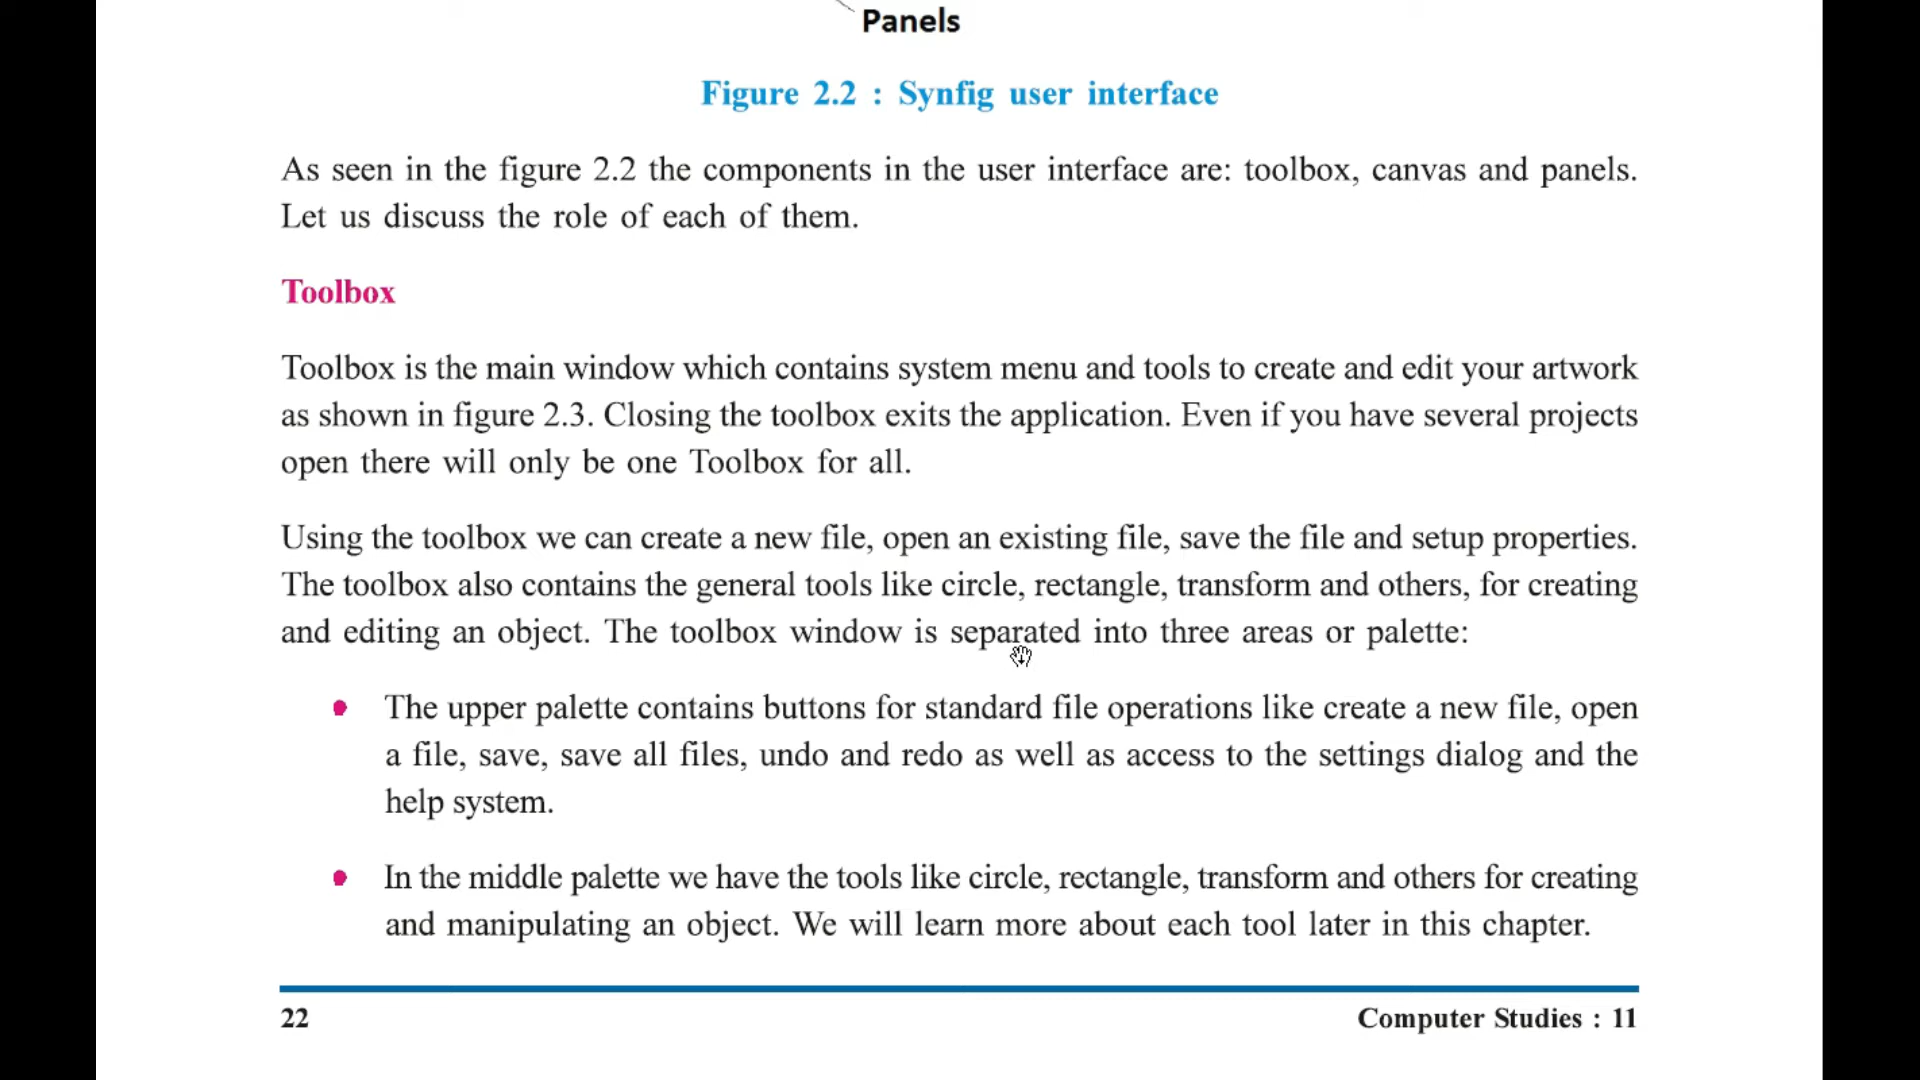 Panels
Figure 2.2 : Synfig user interface
As seen in the figure 2.2 the components in the user interface are: toolbox, canvas and panels.
Let us discuss the role of each of them.
Toolbox
Toolbox is the main window which contains system menu and tools to create and edit your artwork
as shown in figure 2.3. Closing the toolbox exits the application. Even if you have several projects
open there will only be one Toolbox for all.
Using the toolbox we can create a new file, open an existing file, save the file and setup properties.
The toolbox also contains the general tools like circle, rectangle, transform and others, for creating
and editing an object. The toolbox window is separated into three areas or palette:
The upper palette contains buttons for standard file operations like create a new file, open
a file, save, save all files, undo and redo as well as access to the settings dialog and the
help system.
In the middle palette we have the tools like circle, rectangle, transform and others for creating
and manipulating an object. We will learn more about each tool later in this chapter.
22
Computer Studies : 11